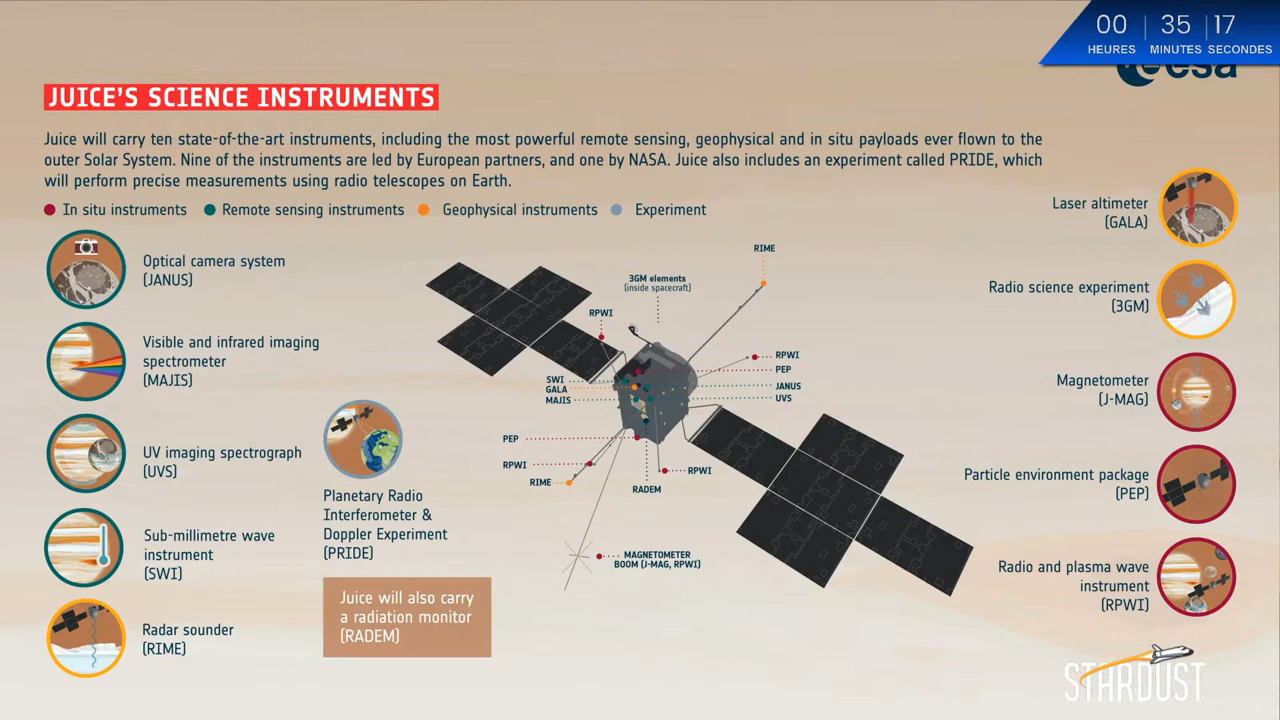 00 35 17
HEURES MINUTES SECONDES
esa
JUICE'S SCIENCE INSTRUMENTS
Juice will carry ten state-of-the-art instruments, including the most powerful remote sensing, geophysical and in situ payloads ever flown to the
outer Solar System. Nine of the instruments are led by European partners, and one by NASA. Juice also includes an experiment called PRIDE, which
will perform precise measurements using radio telescopes on Earth.
In situ instruments
Remote sensing instruments
Geophysical instruments
Experiment
Optical camera system
(JANUS)
Visible and infrared imaging
spectrometer
(MAJIS)
UV imaging spectrograph
(UVS)
Sub-millimetre wave
instrument
(SWI)
Radar sounder
(RIME)
Planetary Radio
Interferometer &
Doppler Experiment
(PRIDE)
Juice will also carry
a radiation monitor
(RADEM)
RIME
3GM elements
(inside spacecraft)
RPWI
RPWI
PEP
SWI
GALA
MAJIS
JANUS
UVS
PEP
RPWI
RIME
RPWI
RADEM
MAGNETOMETER
BOOM (J-MAG, RPWI)
Laser altimeter
(GALA)
Radio science experiment
(3GM)
Magnetometer
(J-MAG)
Particle environment package
(PEP)
Radio and plasma wave
instrument
(RPWI)
STARDUST